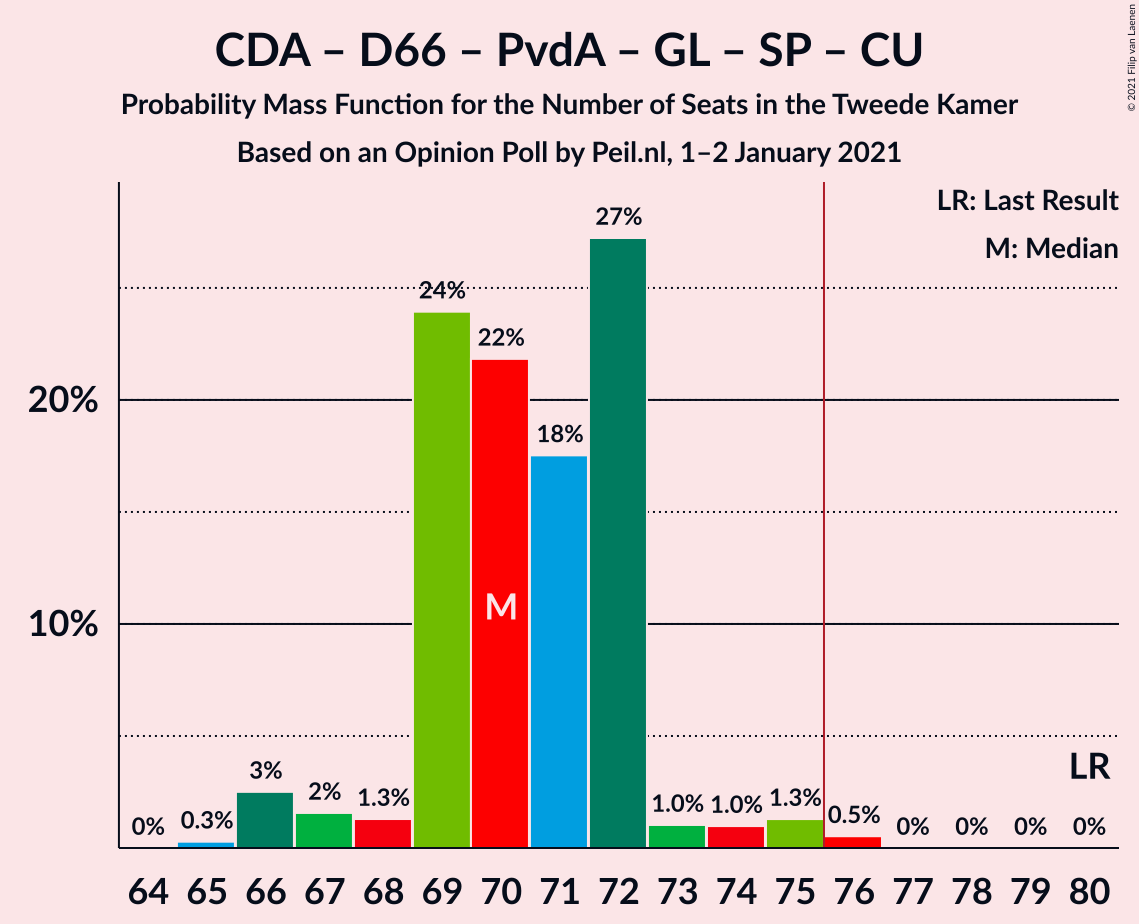 CDA – D66 – PvdA – GL – SP – CU
Probability Mass Function for the Number of Seats in the Tweede Kamer
Based on an Opinion Poll by Peil.nl, 1–2 January 2021
© 2021 Filip van Laenen
LR: Last Result
M: Median
27%
24%
22%
20%
18%
M
10%
LR
3%
2%
1.3%
1.0%
1.0%
1.3%
0.5%
0%
0.3%
0%
0%
0%
0%
64 65 66 67 68 69 70 71 72 73 74 75 76 77 78 79 80